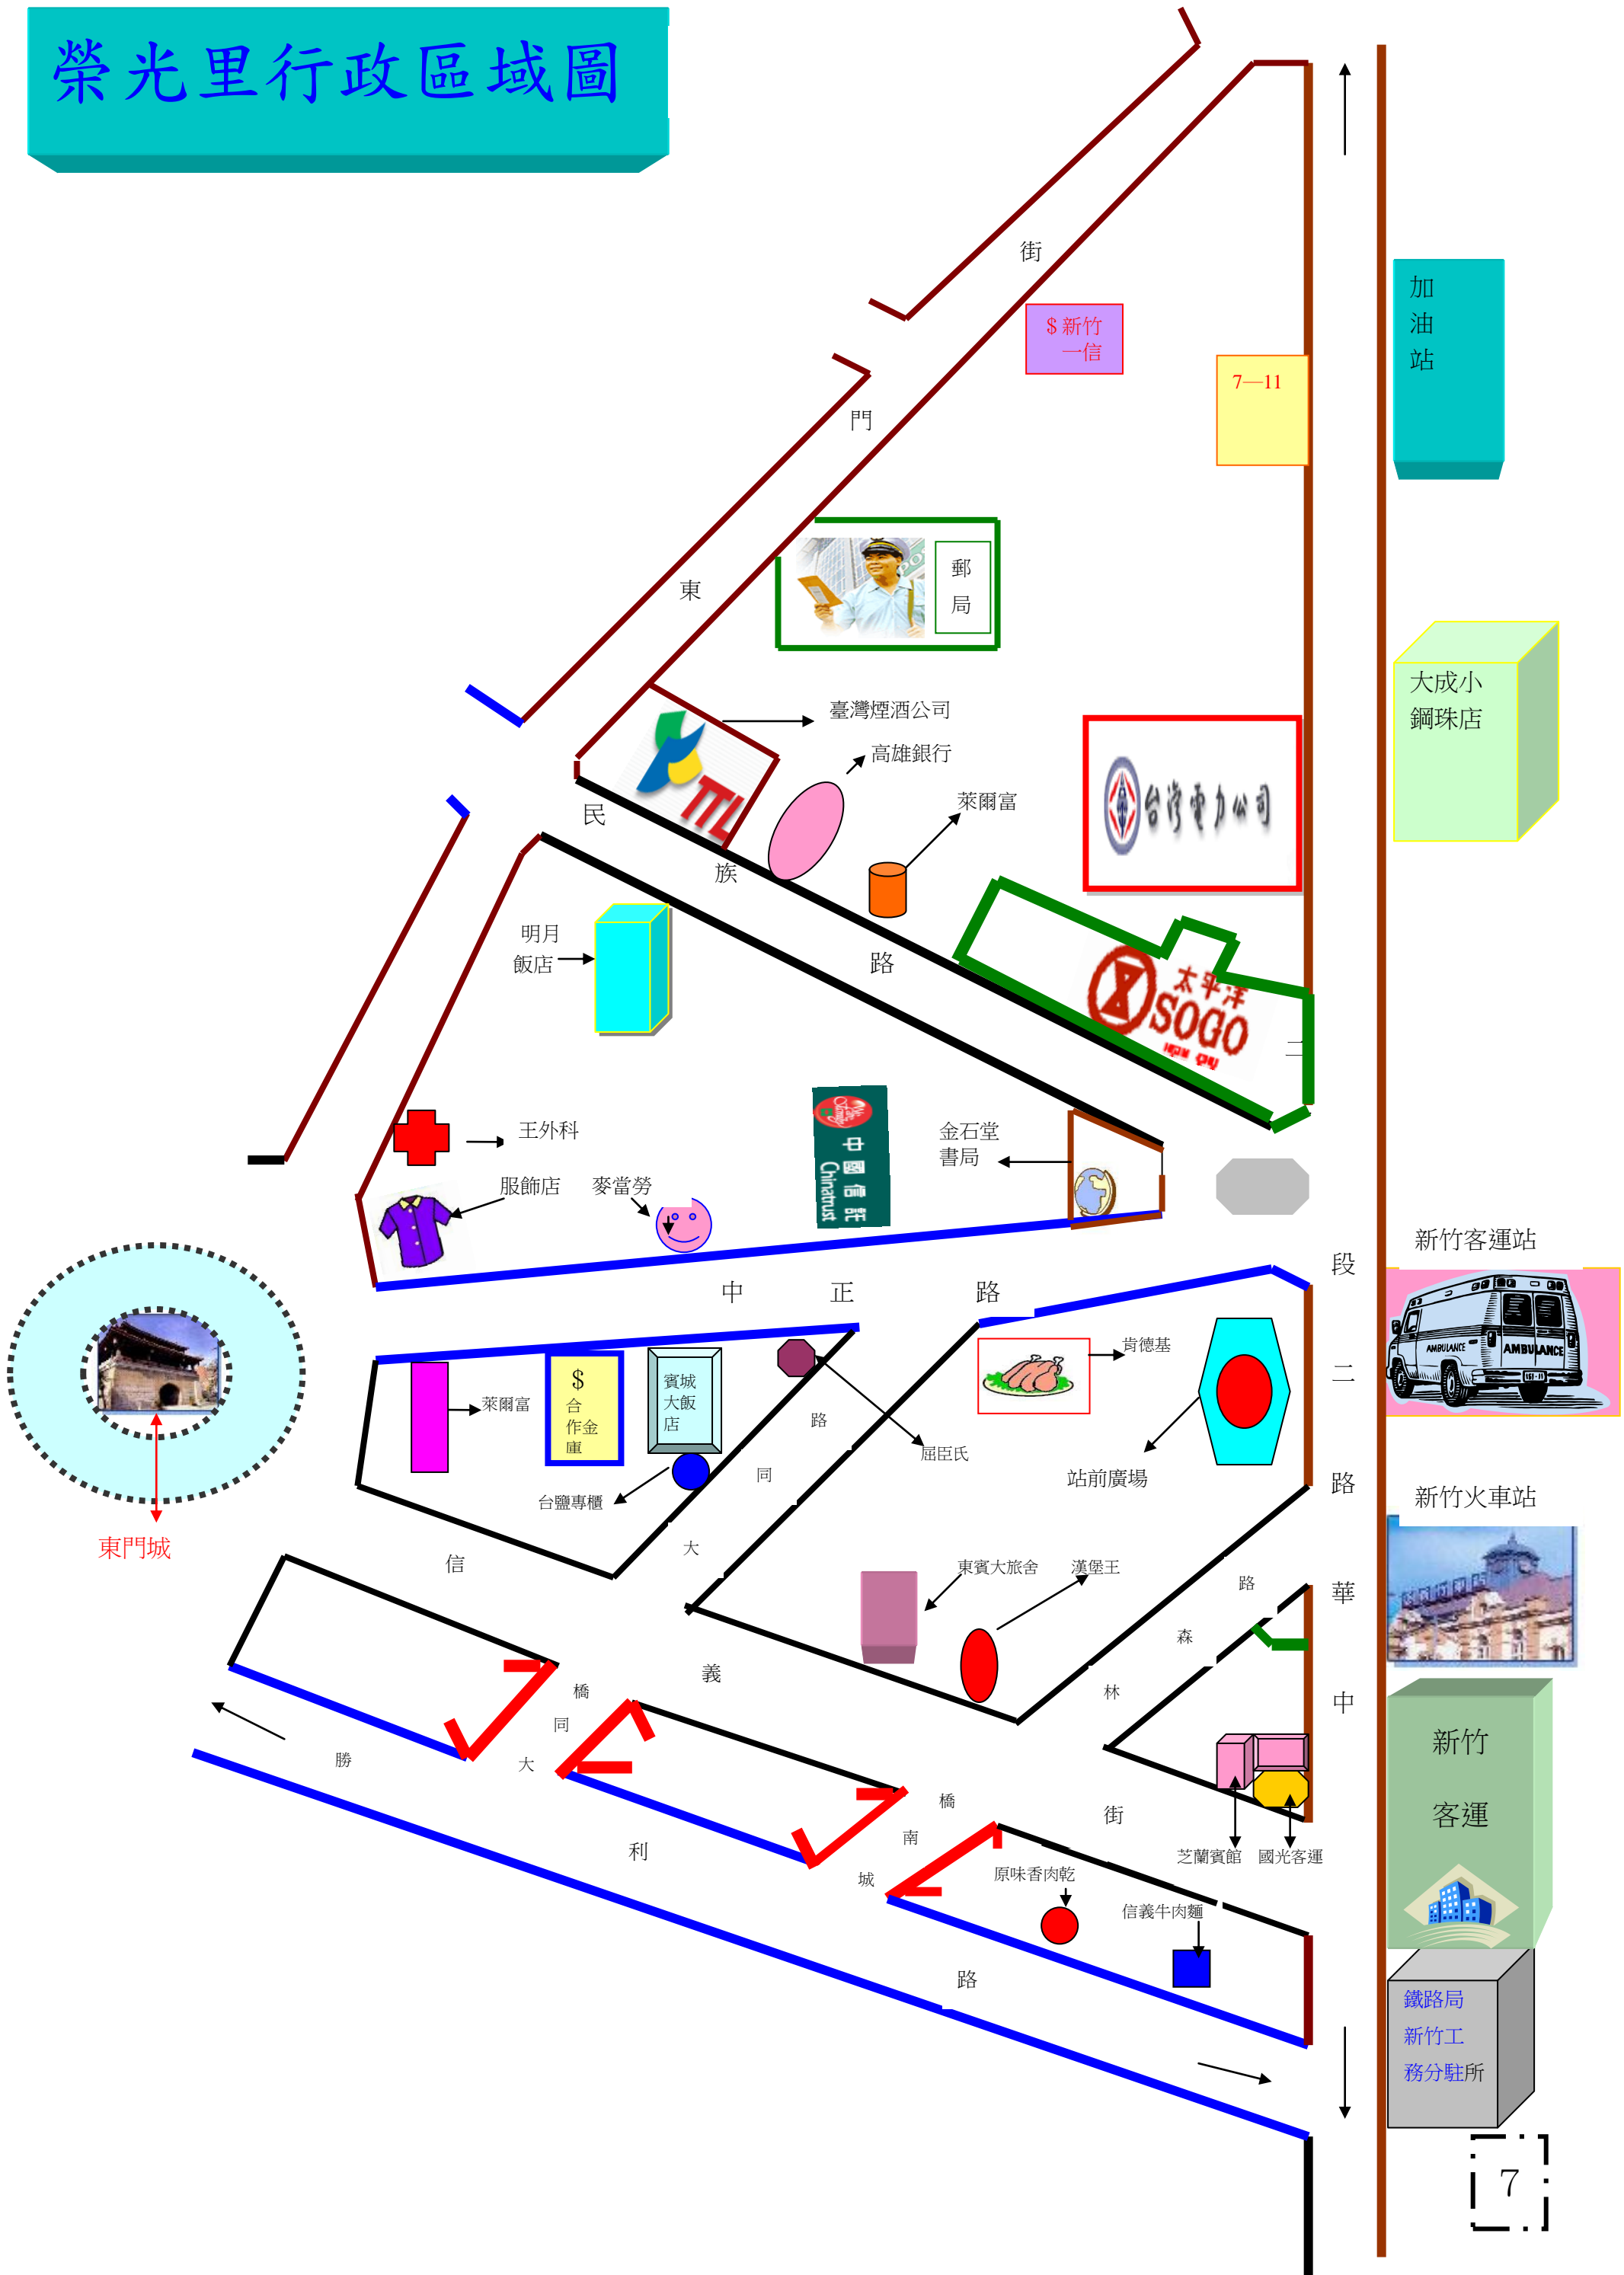 榮光里行政區域圖
街
$新竹
一信
7—11
加
油
站
門
東
郵
局
臺灣煙酒公司
高雄銀行
萊爾富
TTL
台灣電力公司
大成小
鋼珠店
民
族
路
明月
飯店
太平洋
SOGO
二
王外科
服飾店
麥當勞
中國信託
Chinatrust
金石堂
書局
中 正 路
段
二
路
華
中
新竹客運站
AMBULANCE
AMBULANCE
萊爾富
$
合
作金
庫
賓城
大飯
店
台鹽專櫃
路
同
大
屈臣氏
肯德基
站前廣場
新竹火車站
東門城
信
義
街
東賓大旅舍
漢堡王
路
森
林
橋
同
大
勝
利
路
橋
南
城
原味香肉乾
信義牛肉麵
芝蘭賓館
國光客運
新竹
客運
鐵路局
新竹工
務分駐所
7